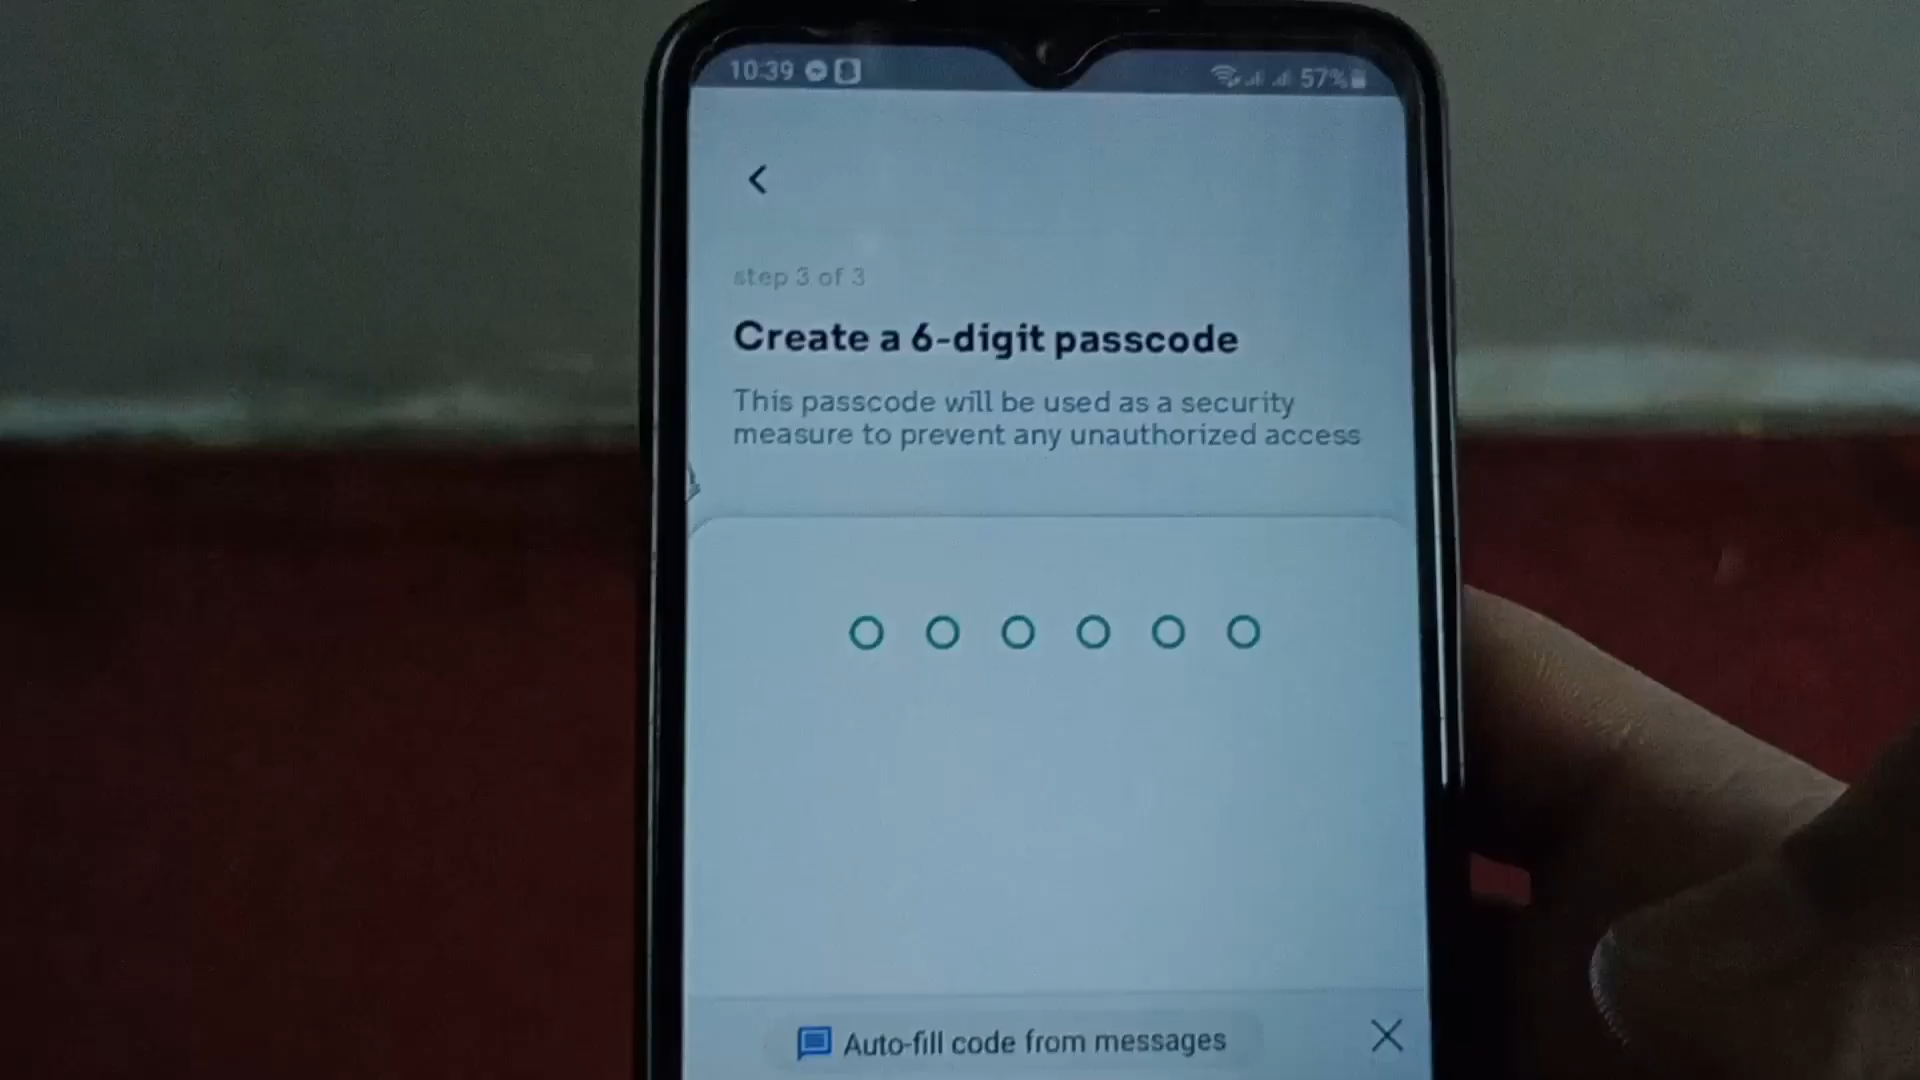 10:39 57%
step 3 of 3
Create a 6-digit passcode
This passcode will be used as a security
measure to prevent any unauthorized access
Auto-fill code from messages